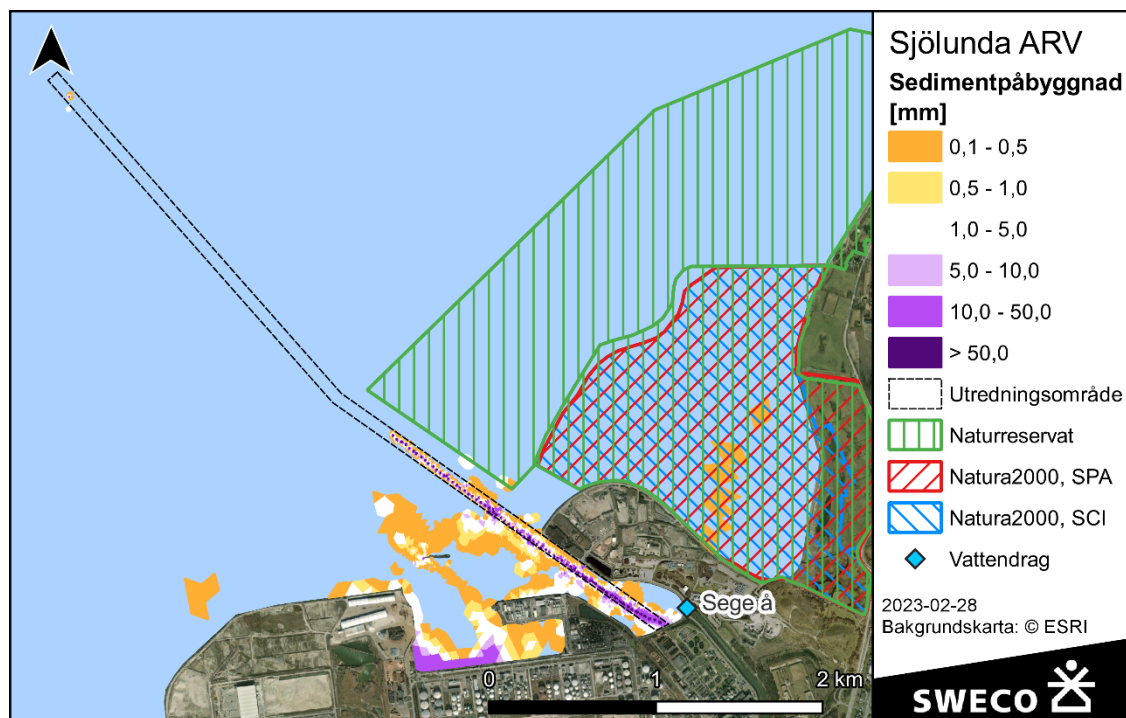 Sjölunda ARV
Sedimentpåbyggnad
[mm]
0,1 - 0,5
0,5 - 1,0
1,0 - 5,0
5,0 - 10,0
10,0 - 50,0
> 50,0
Utredningsområde
Naturreservat
Natura2000, SPA
Natura2000, SCI
Vattendrag
2023-02-28
Bakgrundskarta: © ESRI
SWECO
Sege å
0 1 2 km